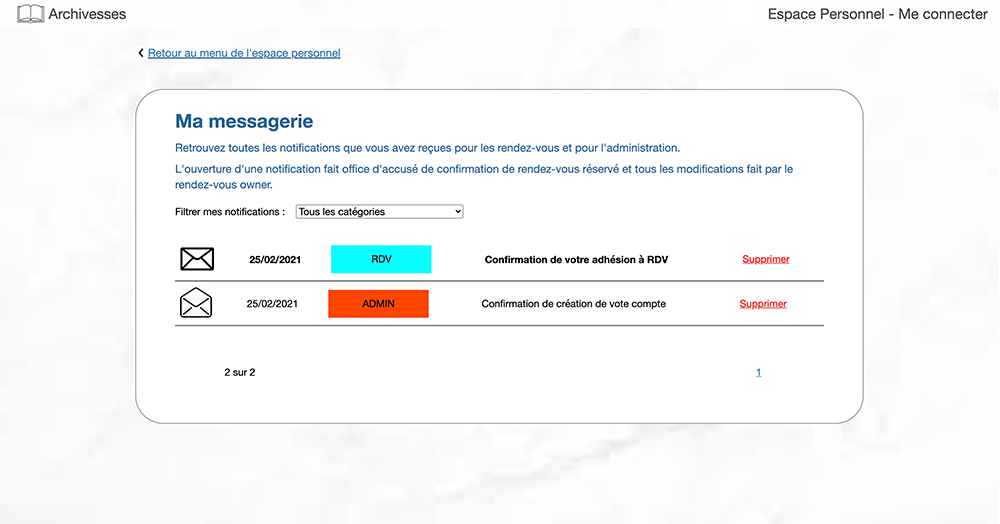 Archivesses
Espace Personnel - Me connecter
Retour au menu de l'espace personnel
Ma messagerie
Retrouvez toutes les notifications que vous avez reçues pour les rendez-vous et pour l'administration.
L'ouverture d'une notification fait office d'accusé de confirmation de rendez-vous réservé et tous les modifications fait par le
rendez-vous owner.
Filtrer mes notifications : Tous les catégories
25/02/2021 RDV Confirmation de votre adhésion à RDV Supprimer
25/02/2021 ADMIN Confirmation de création de vote compte Supprimer
2 sur 2 1